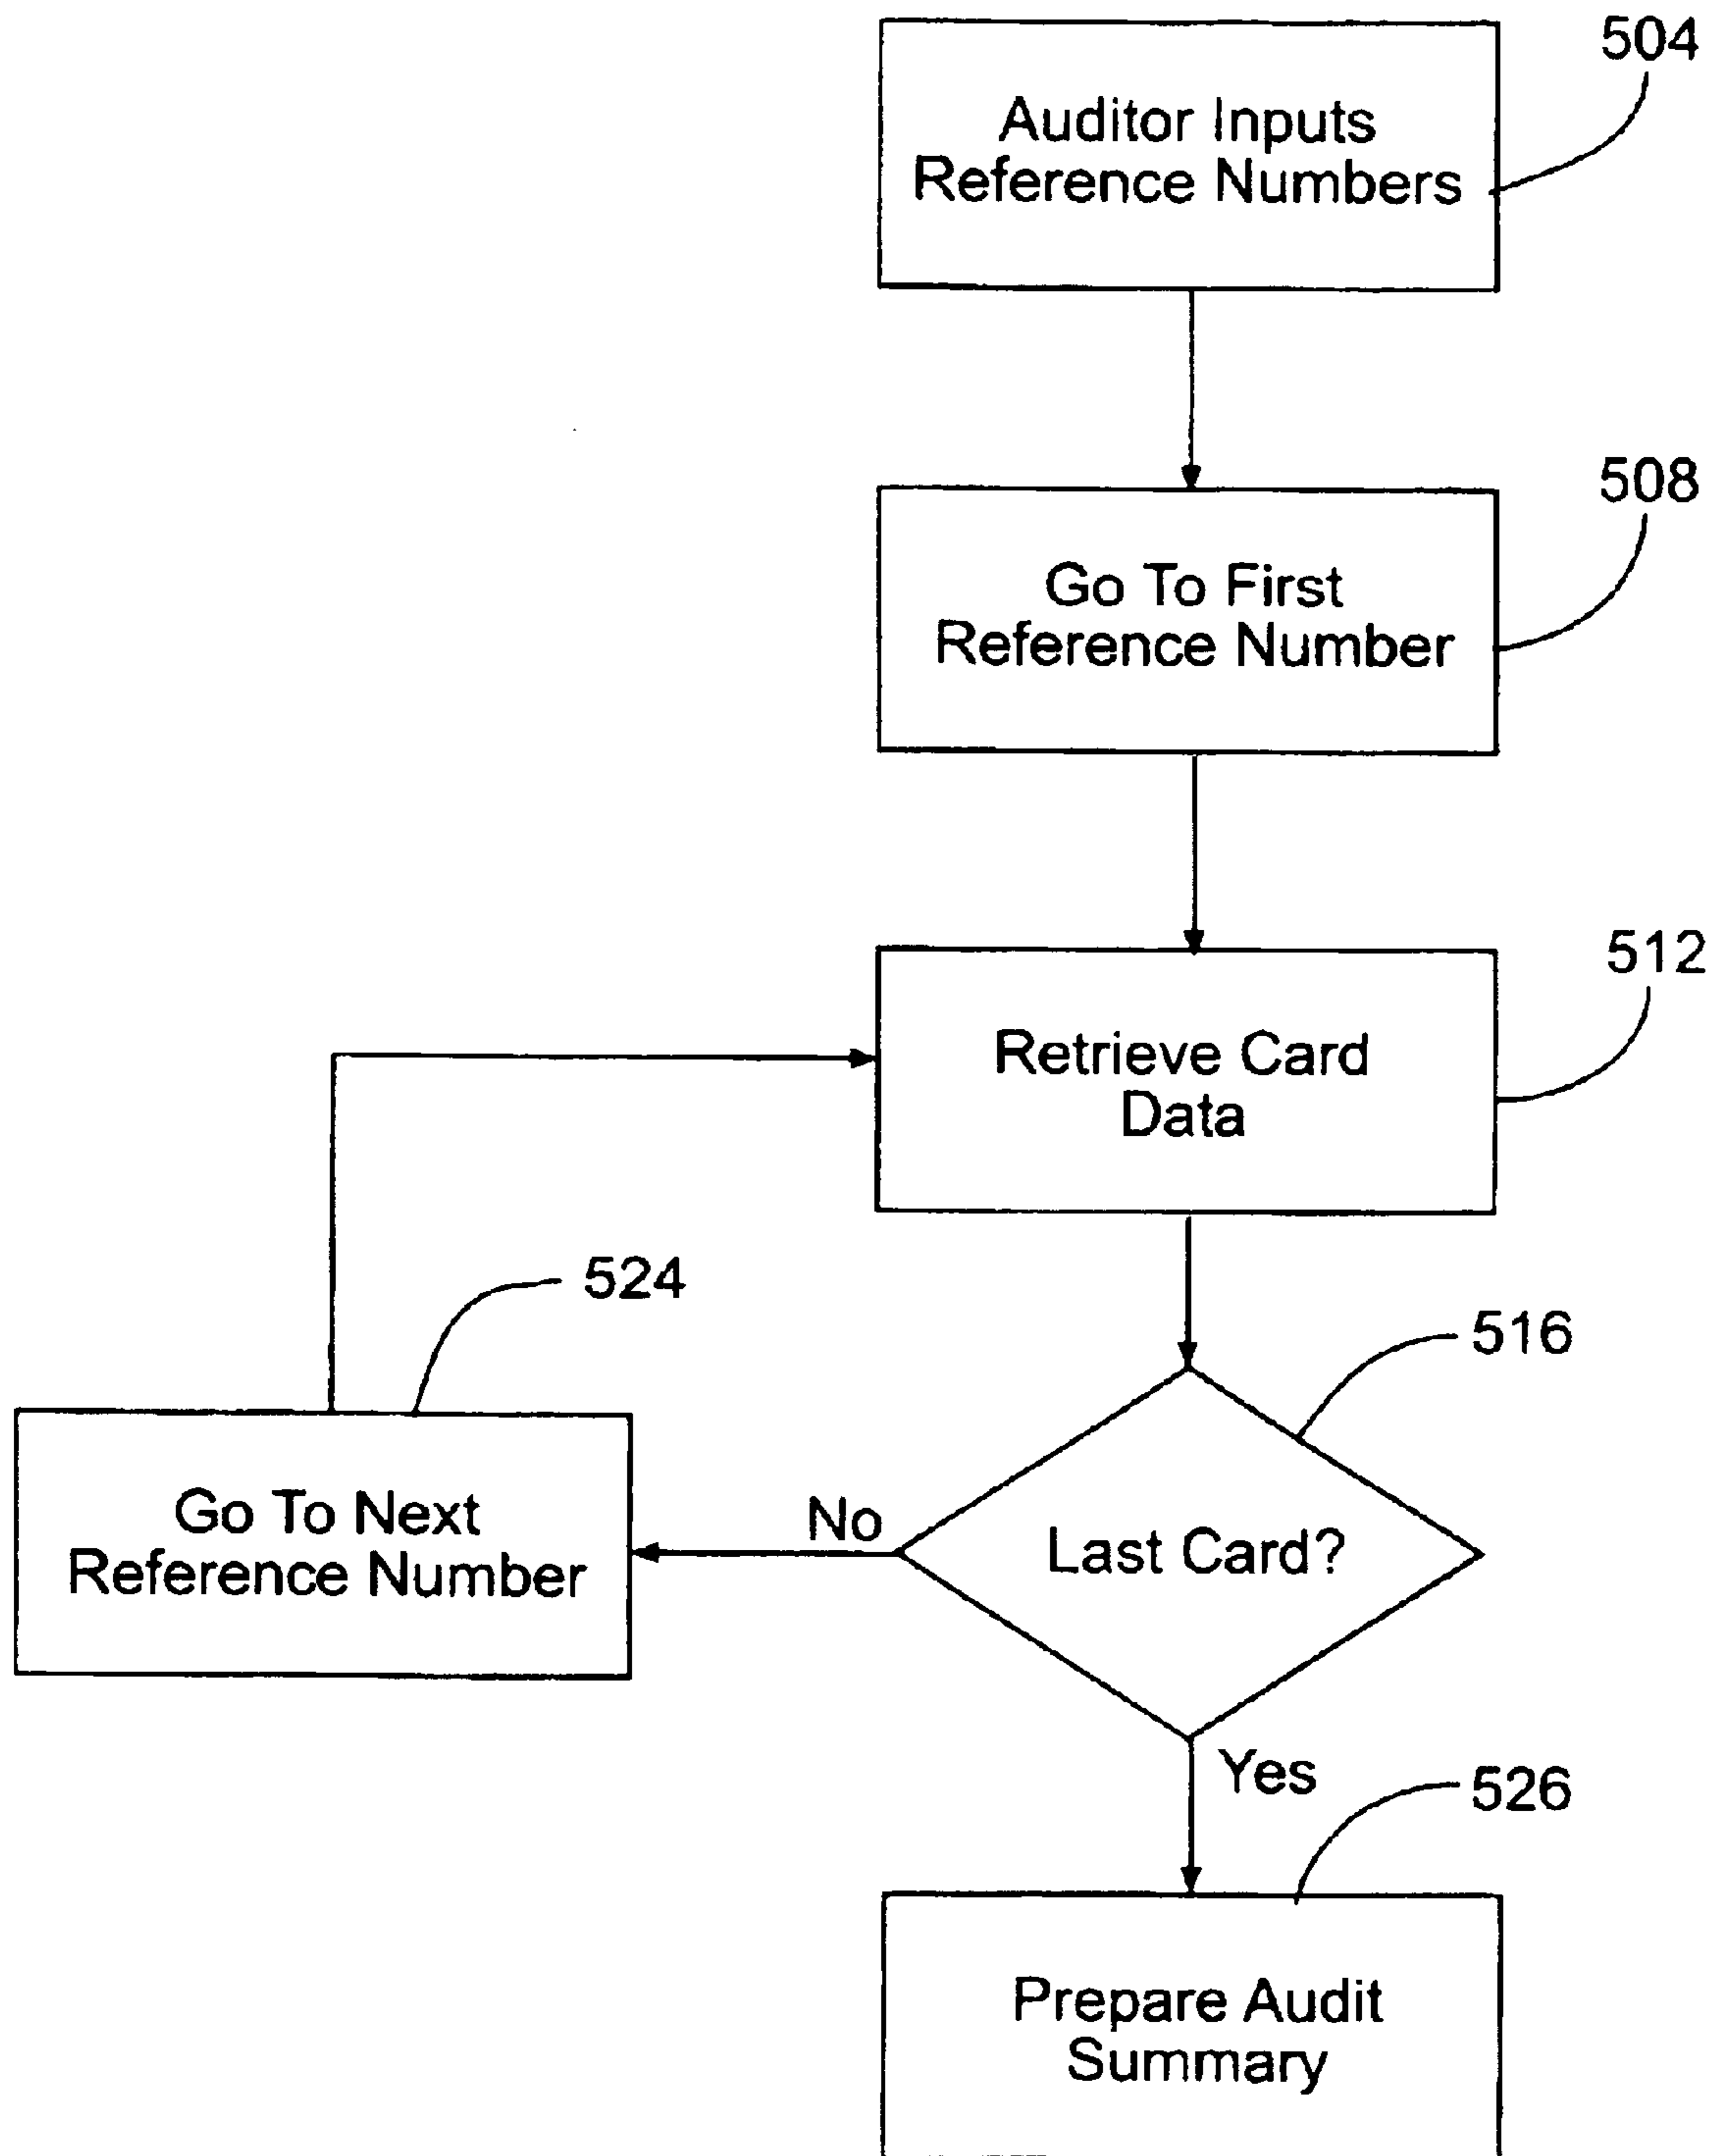 504
Auditor Inputs
Reference Numbers
508
Go To First
Reference Number
512
Retrieve Card
Data
524
516
Go To Next
Reference Number
No
Last Card?
Yes
526
Prepare Audit
Summary